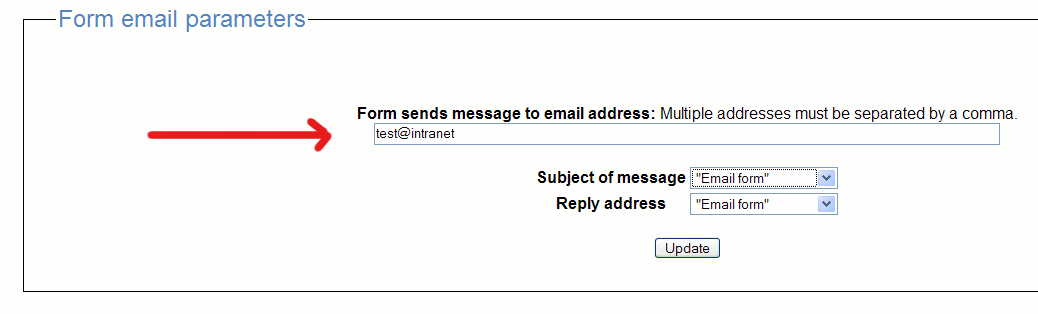 Form email parameters
Form sends message to email address: Multiple addresses must be separated by a comma.
test@intranet
Subject of message "Email form"
Reply address "Email form"
Update